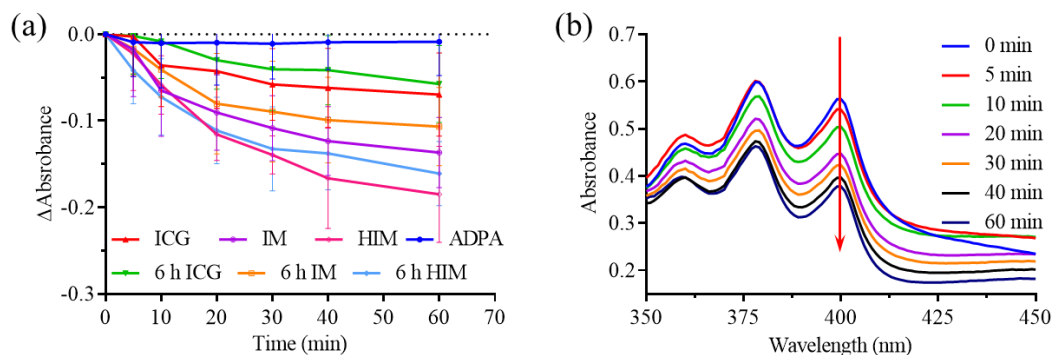 (a)
ΔAbsrobance
0.0
-0.1
-0.2
-0.3
ICG IM HIM ADPA
6 h ICG 6 h IM 6 h HIM
0 10 20 30 40 50 60 70
Time (min)
(b)
Absrobance
0.7
0.6
0.5
0.4
0.3
0.2
0 min
5 min
10 min
20 min
30 min
40 min
60 min
350 375 400 425 450
Wavelength (nm)